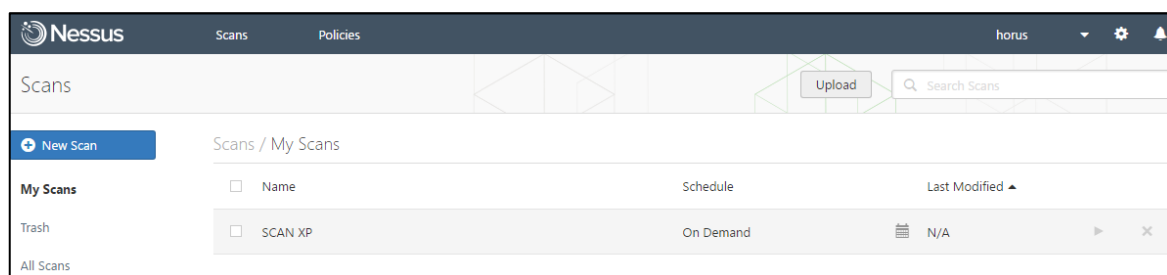 Nessus Scans Policies horus
Scans Upload Search Scans
New Scan Scans / My Scans
My Scans Name Schedule Last Modified
Trash SCAN XP On Demand N/A
All Scans